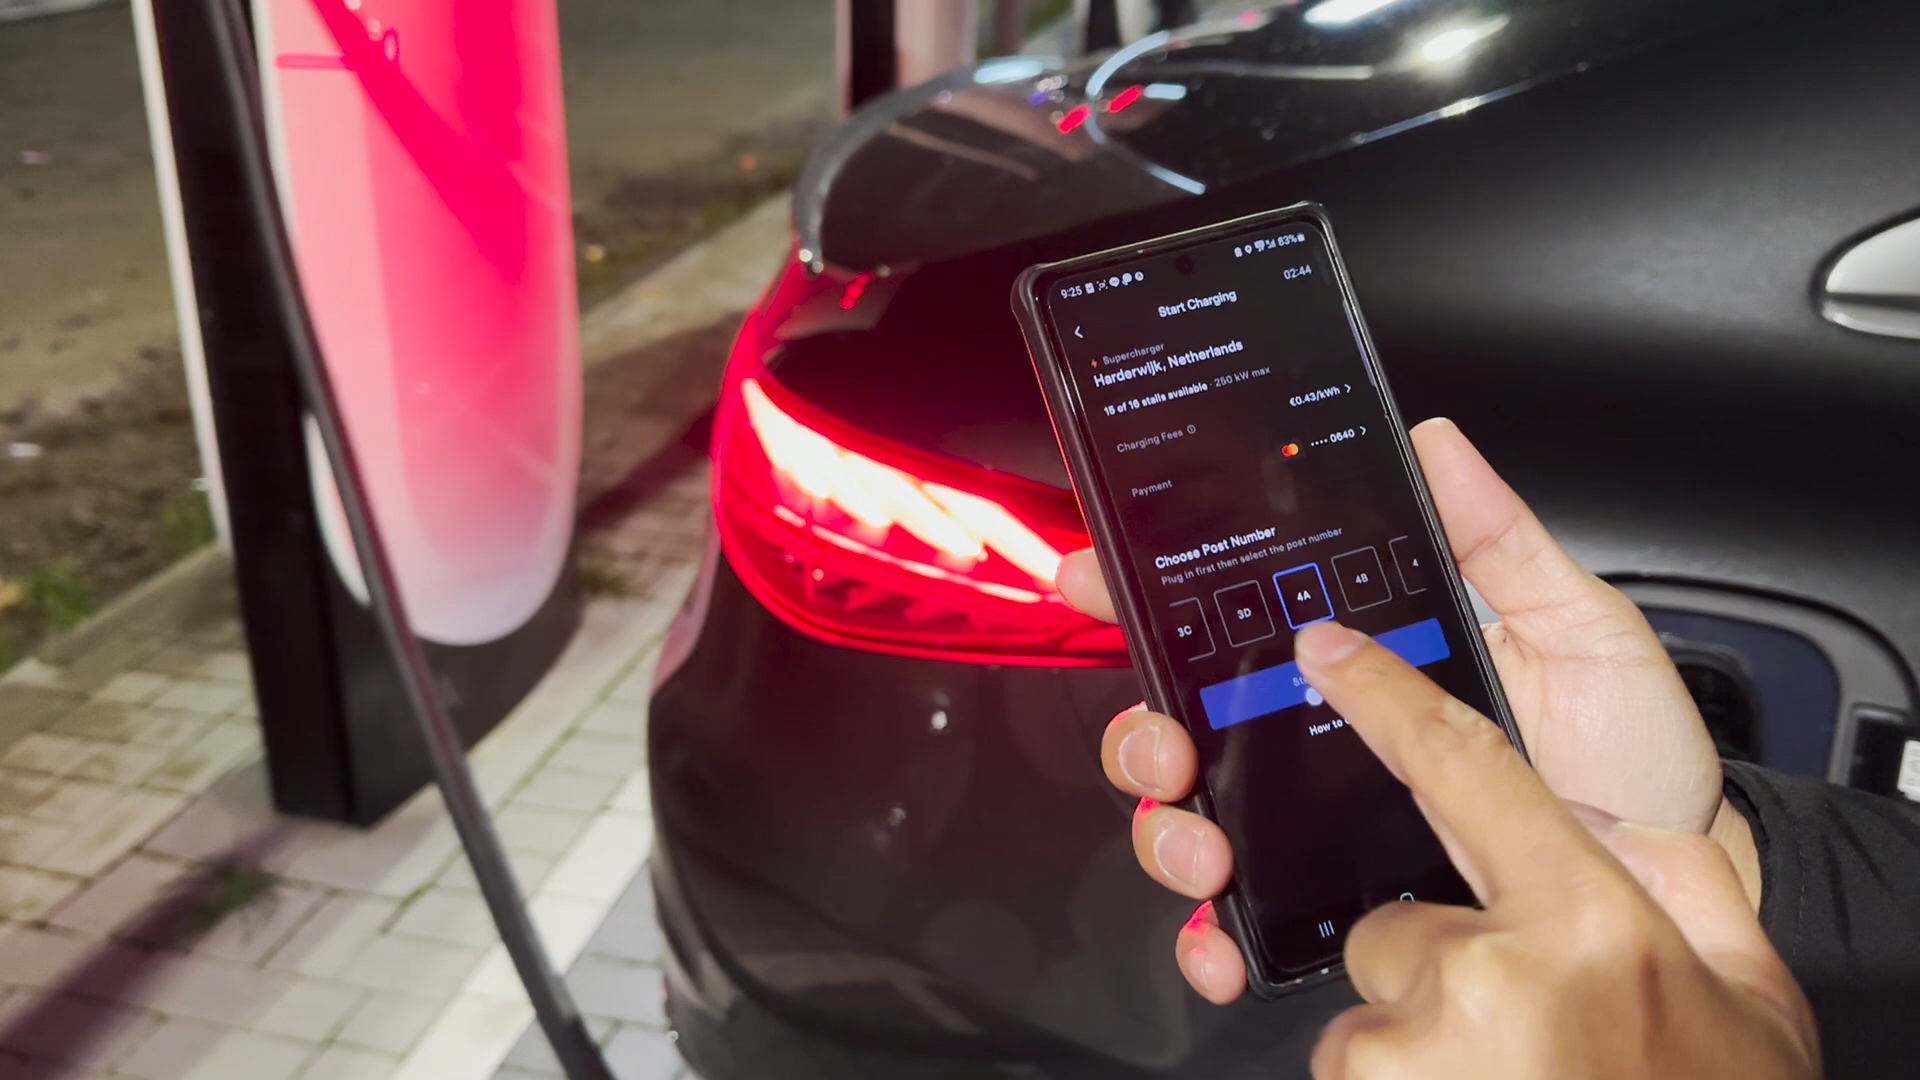 9:25 83%
02:44
Start Charging
Supercharger
Harderwijk, Netherlands
15 of 16 stalls available · 250 kW max
€0.43/kWh
Charging Fees
•••• 0640
Payment
Choose Post Number
Plug in first then select the post number
3C 3D 4A 4B 4
How to